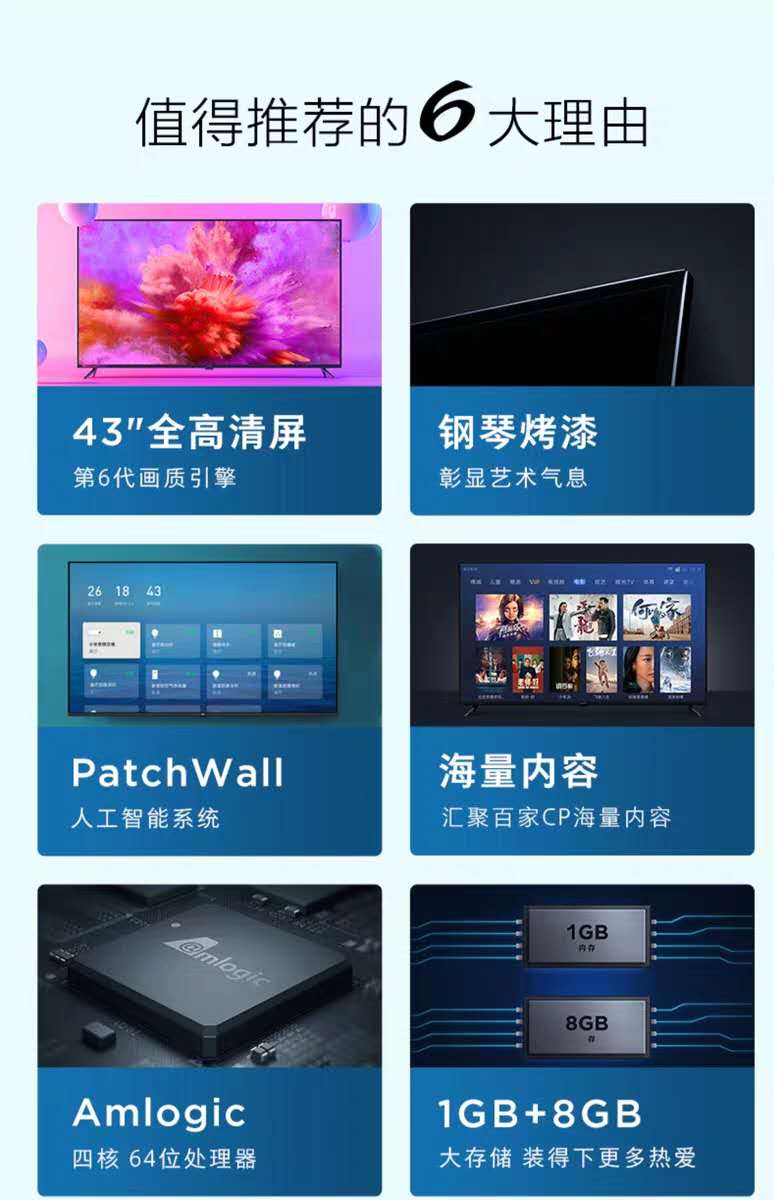 值得推荐的6大理由
43"全高清屏
第6代画质引擎
钢琴烤漆
彰显艺术气息
26 18 43
PatchWall
人工智能系统
VIP 电影
海量内容
汇聚百家CP海量内容
@mlogic
Amlogic
四核 64位处理器
1GB
内存
8GB
存
1GB+8GB
大存储 装得下更多热爱